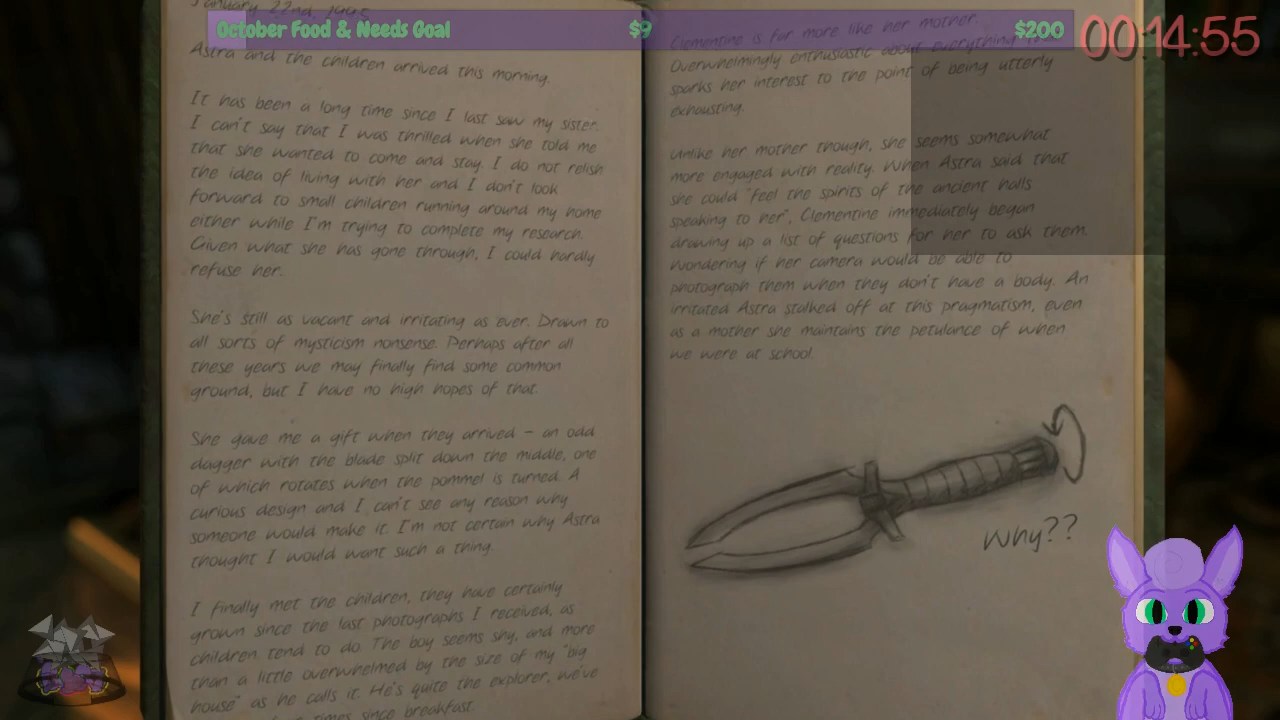 October Food & Needs Goal
$9
$200
00:14:55
January 22nd, 1995
Astra and the children arrived this morning.
It has been a long time since I last saw my sister.
I can't say that I was thrilled when she told me
that she wanted to come and stay. I do not relish
the idea of living with her and I don't look
forward to small children running around my home
either while I'm trying to complete my research.
Given what she has gone through, I could hardly
refuse her.
She's still as vacant and irritating as ever. Drawn to
all sorts of mysticism nonsense. Perhaps after all
these years we may finally find some common
ground, but I have no high hopes of that.
She gave me a gift when they arrived - an odd
dagger with the blade split down the middle, one
of which rotates when the pommel is turned. A
curious design and I can't see any reason why
someone would make it. I'm not certain why Astra
thought I would want such a thing.
I finally met the children, they have certainly
grown since the last photographs I received, as
children tend to do. The boy seems shy, and more
than a little overwhelmed by the size of my "big
house" as he calls it. He's quite the explorer, we've
times since breakfast.
Clementine is far more like her mother.
Overwhelmingly enthusiastic about everything
sparks her interest to the point of being utterly
exhausting.
Unlike her mother though, she seems somewhat
more engaged with reality. When Astra said that
she could "feel the spirits of the ancient halls
speaking to her", Clementine immediately began
drawing up a list of questions for her to ask them.
Wondering if her camera would be able to
photograph them when they don't have a body. An
irritated Astra stalked off at this pragmatism, even
as a mother she maintains the petulance of when
we were at school.
Why??